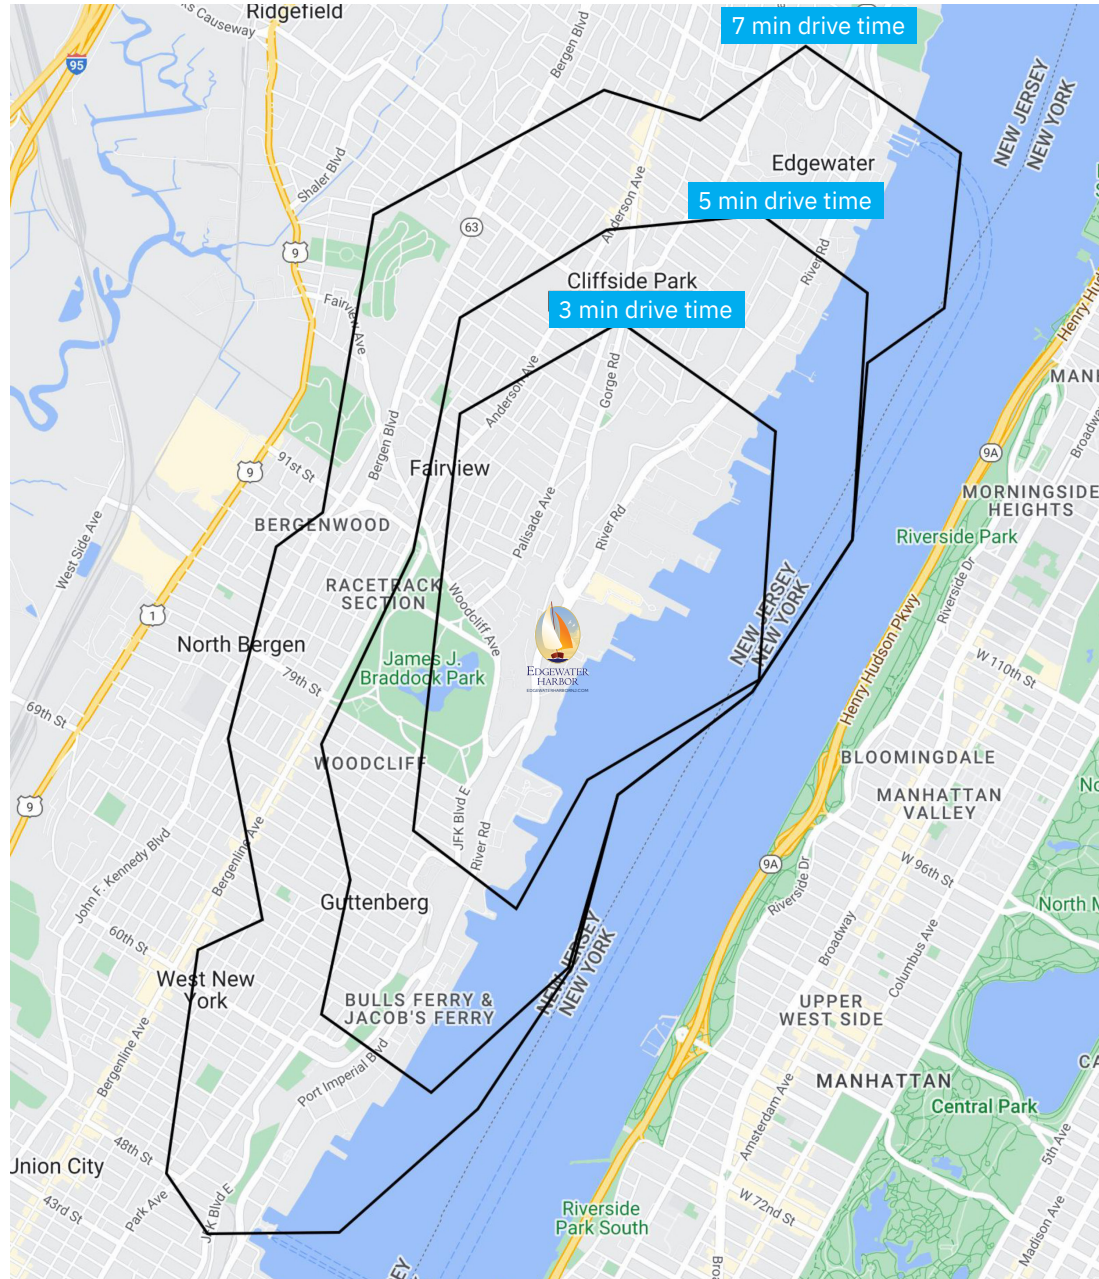 Ridgefield
ks Causeway
7 min drive time
95
Bergen Blvd
NEW JERSEY
NEW YORK
Edgewater
Shaler Blvd
5 min drive time
Anderson Ave
63
9
River Rd
Cliffside Park
3 min drive time
Fairview Ave
Henry Hud
Gorge Rd
Anderson Ave
MANH
Broadway
Bergen Blvd
9A
Fairview
91st St
9
MORNINGSIDE
HEIGHTS
Palisade Ave
River Rd
BERGENWOOD
West Side Ave
Riverside Park
Riverside Dr
RACETRACK
SECTION
Woodcliff Ave
NEW JERSEY
NEW YORK
1
North Bergen
James J.
Braddock Park
EDGEWATER
HARBOR
EDGEWATERHARBORNJ.COM
Henry Hudson Pkwy
W 110th St
79th St
69th St
WOODCLIFF
BLOOMINGDALE
MANHATTAN
VALLEY
9
JFK Blvd E
River Rd
Bergenline Ave
John F. Kennedy Blvd
9A
W 96th St
Riverside Dr
Guttenberg
North M
Broadway
Columbus Ave
60th St
NEW JERSEY
NEW YORK
West New
York
BULLS FERRY &
JACOB'S FERRY
UPPER
WEST SIDE
Bergenline Ave
Port Imperial Blvd
MANHATTAN
CA
Central Park
Amsterdam Ave
5th Ave
48th St
Union City
43rd St
Park Ave
JFK Blvd E
W 72nd St
Riverside
Park South
Madison Ave
Broa
EY